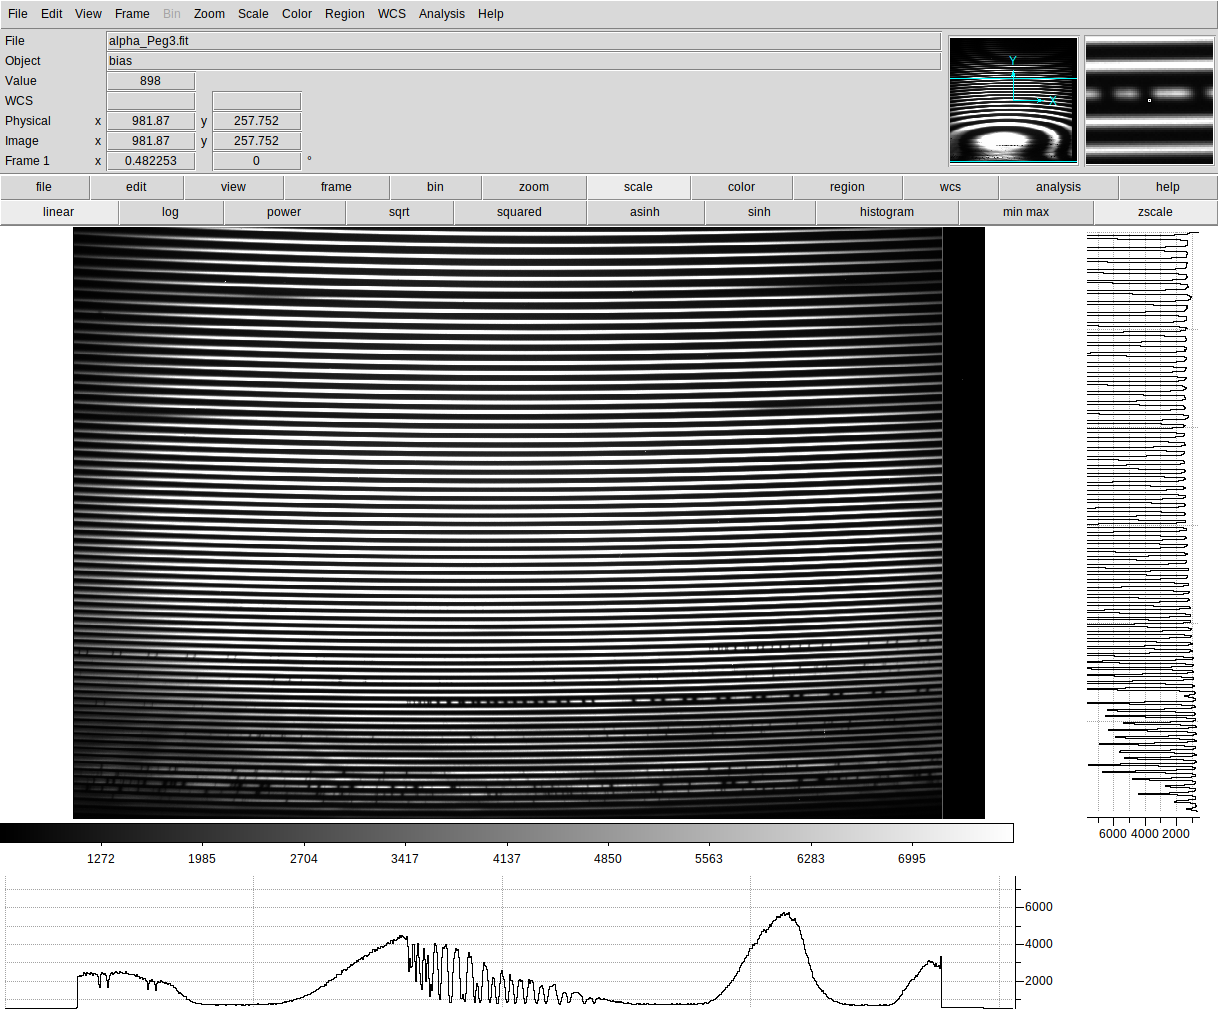 File Edit View Frame Bin Zoom Scale Color Region WCS Analysis Help
File alpha_Peg3.fit
Object bias
Value 898
WCS
Physical x 981.87 y 257.752
Image x 981.87 y 257.752
Frame 1 x 0.482253 0 °
Y
X
file edit view frame bin zoom scale color region wcs analysis help
linear log power sqrt squared asinh sinh histogram min max zscale
6000 4000 2000
1272 1985 2704 3417 4137 4850 5563 6283 6995
6000
4000
2000